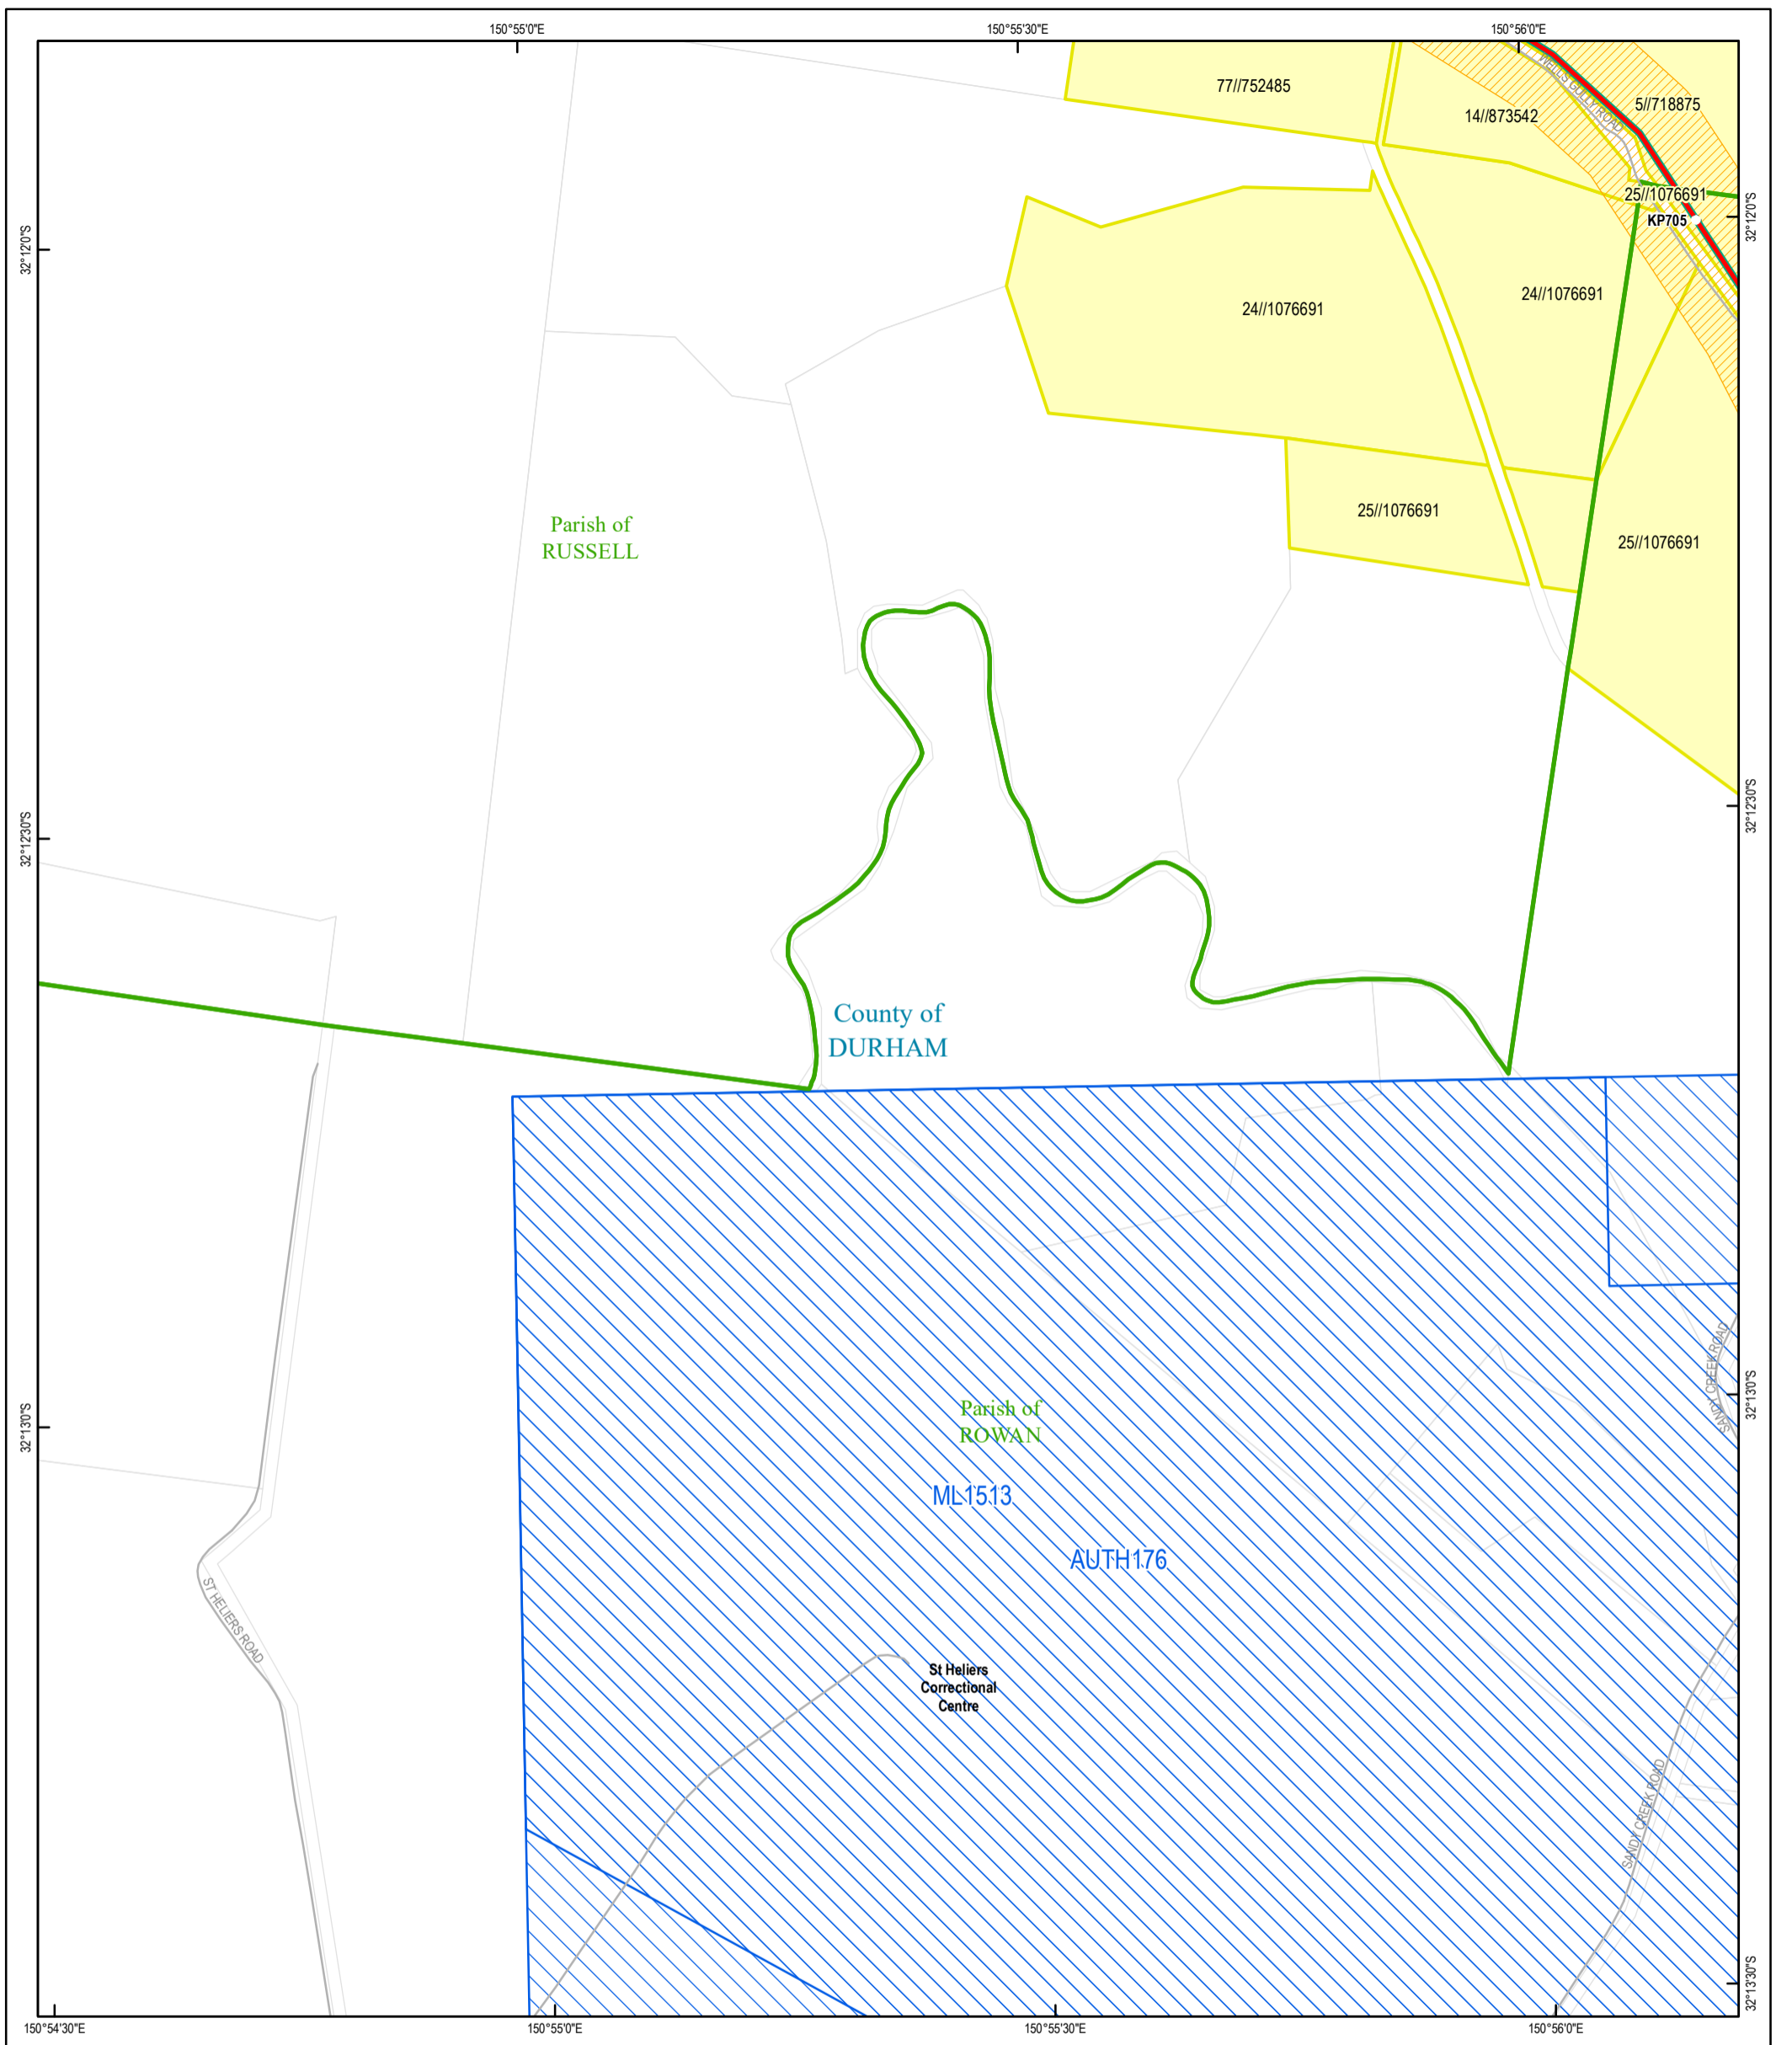 150°55'0"E
150°55'30"E
150°56'0"E
77//752485
14//873542
WELLS GULLY ROAD
5//718875
25//1076691
KP705
32°12'0"S
32°12'0"S
24//1076691
24//1076691
25//1076691
25//1076691
Parish of
RUSSELL
32°12'30"S
32°12'30"S
County of
DURHAM
SANDY CREEK ROAD
32°13'0"S
32°13'0"S
Parish of
ROWAN
ML1513
AUTH176
ST HELIERS ROAD
St Heliers
Correctional
Centre
SANDY CREEK ROAD
32°13'30"S
150°54'30"E
150°55'0"E
150°55'30"E
150°56'0"E